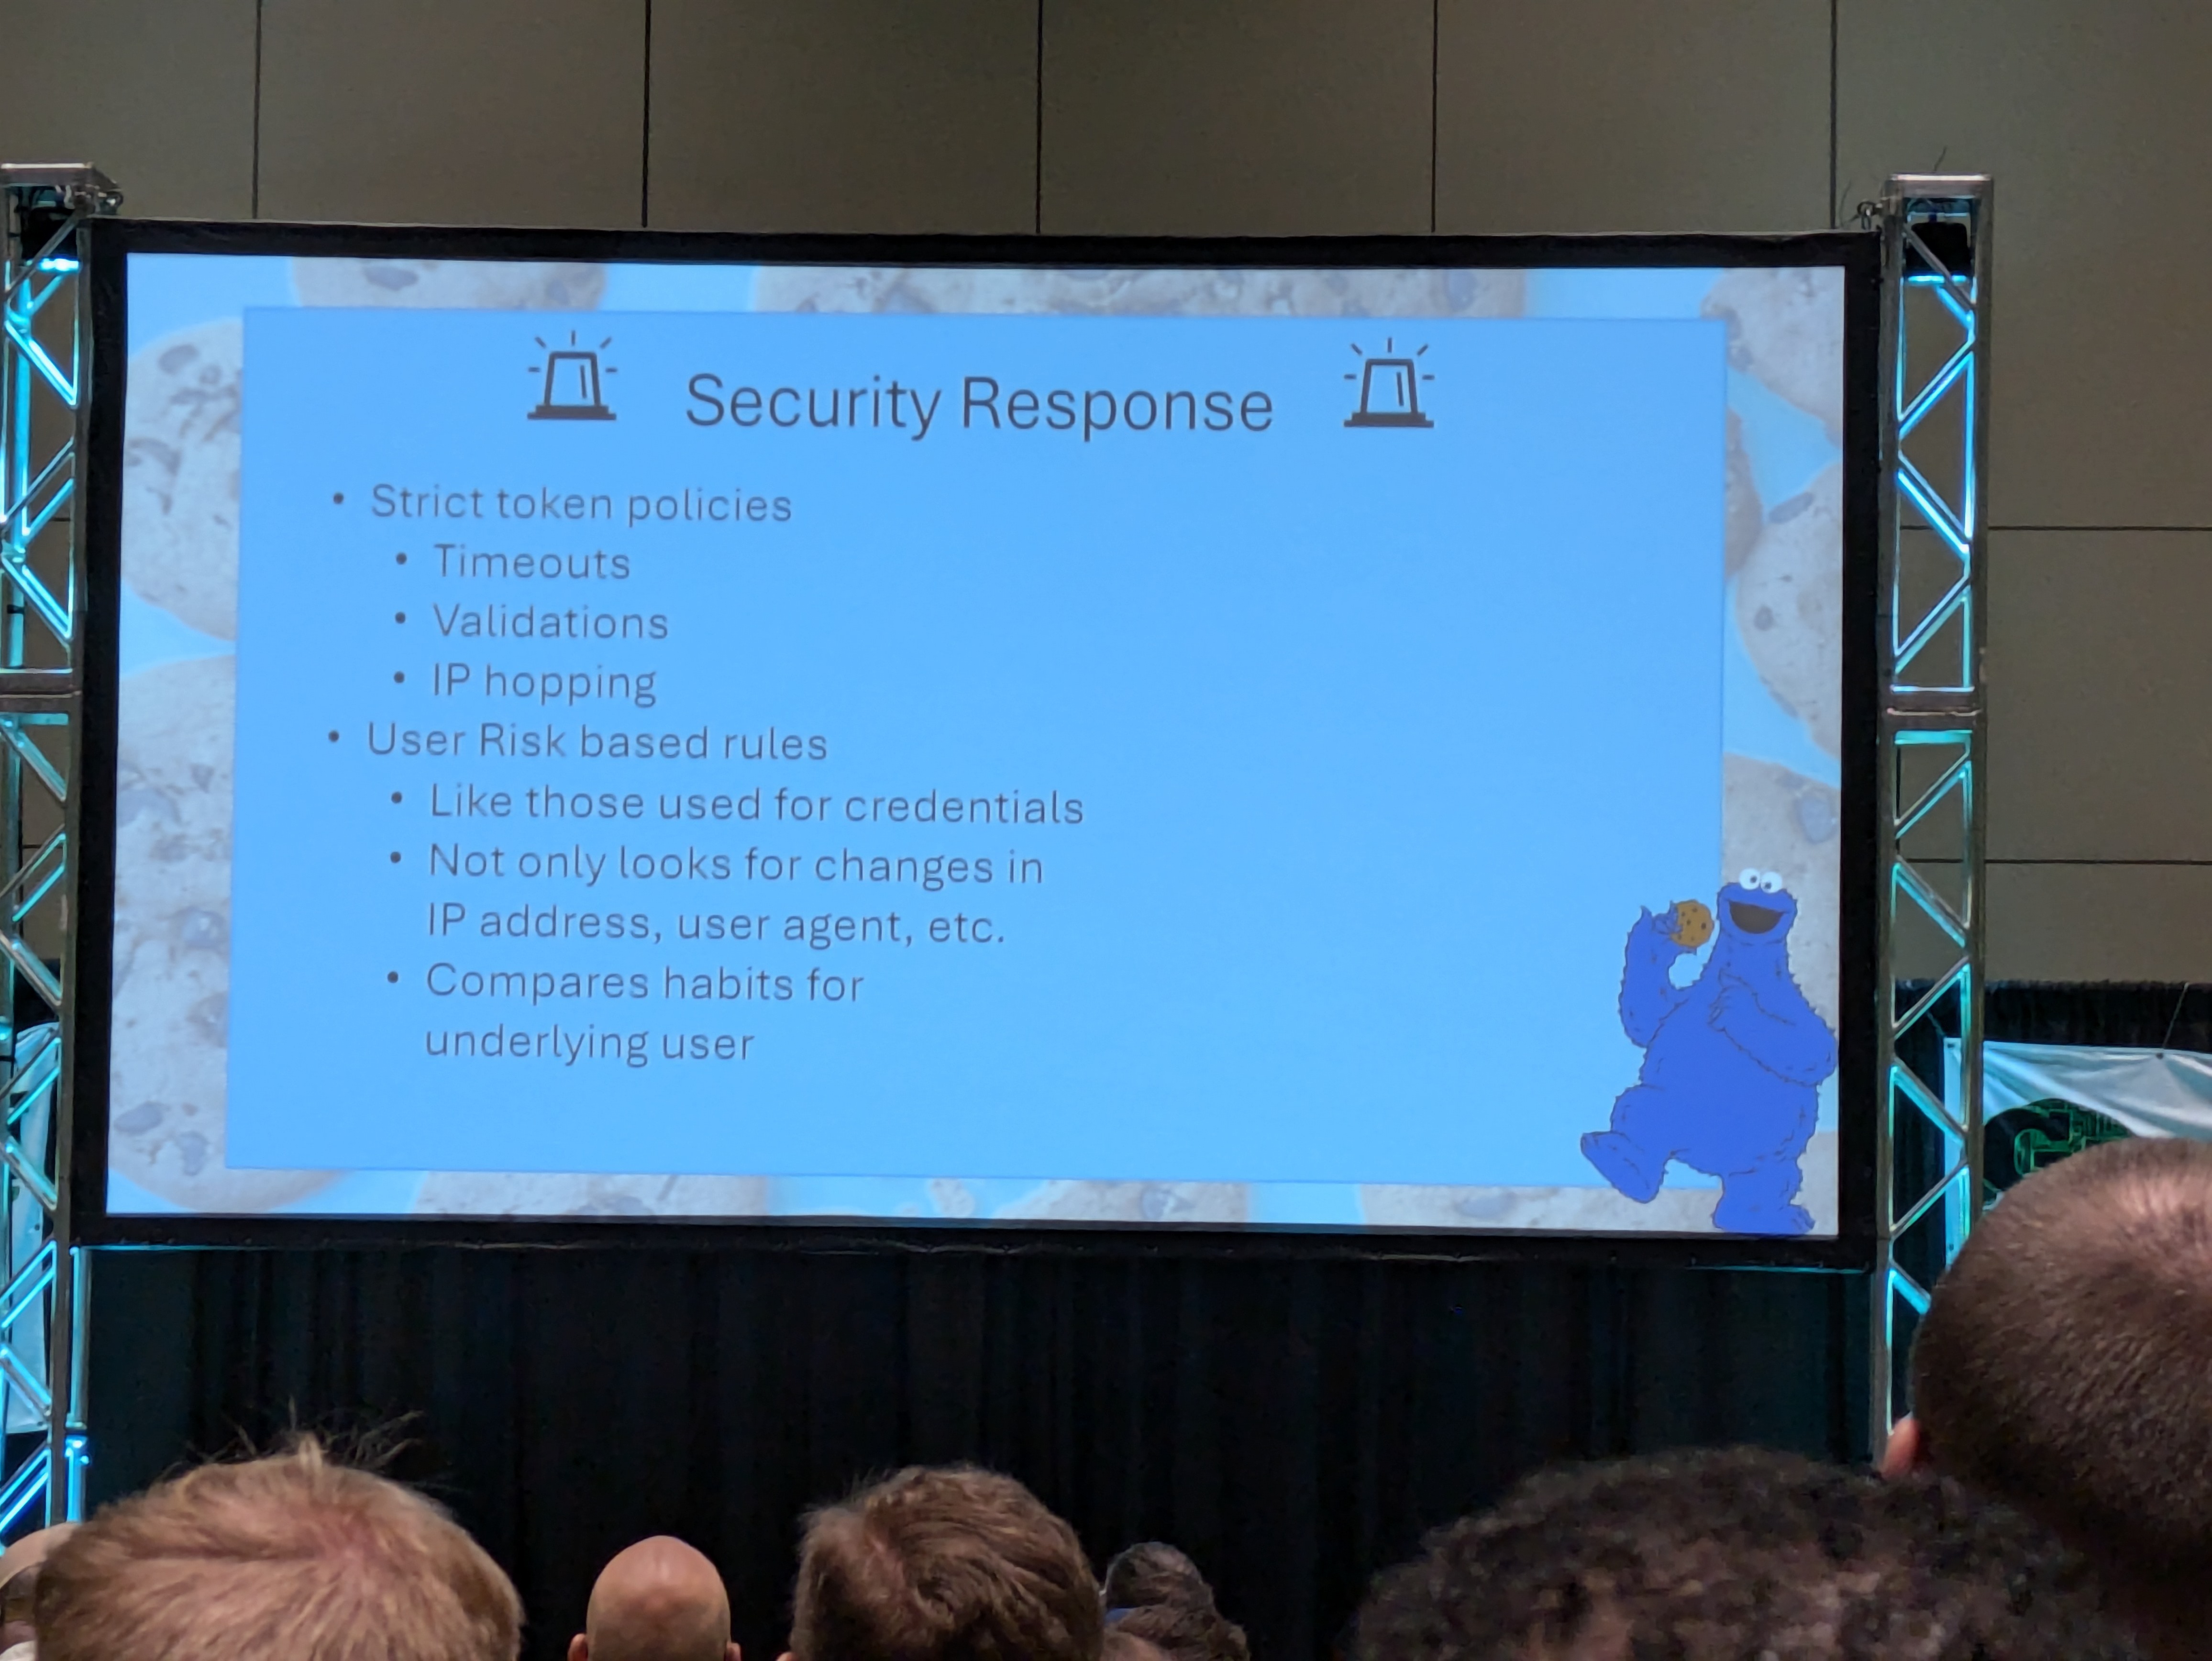 Security Response
• Strict token policies
• Timeouts
• Validations
• IP hopping
• User Risk based rules
• Like those used for credentials
• Not only looks for changes in
IP address, user agent, etc.
• Compares habits for
underlying user